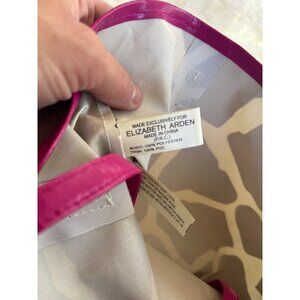 MADE EXCLUSIVELY FOR
ELIZABETH ARDEN
MADE IN CHINA
(P.R.C.)
BODY: 100% POLYESTER
TRIM: 100% PVC